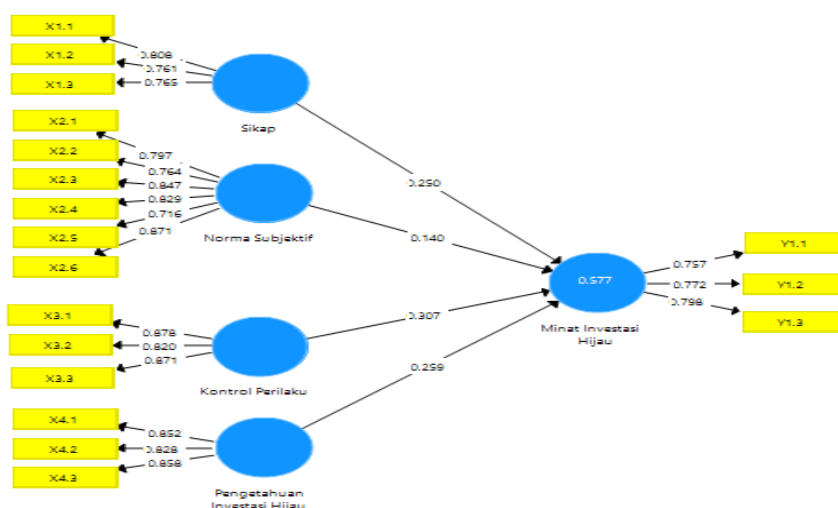 X1.1
X1.2
X1.3
0.808
0.761
0.765
Sikap
X2.1
X2.2
X2.3
X2.4
X2.5
X2.6
0.797
0.764
0.847
0.829
0.716
0.871
Norma Subjektif
X3.1
X3.2
X3.3
0.878
0.820
0.871
Kontrol Perilaku
X4.1
X4.2
X4.3
0.852
0.828
0.858
Pengetahuan
Investasi Hijau
0.250
0.140
0.307
0.259
0.577
Minat Investasi
Hijau
0.757
0.772
0.798
Y1.1
Y1.2
Y1.3